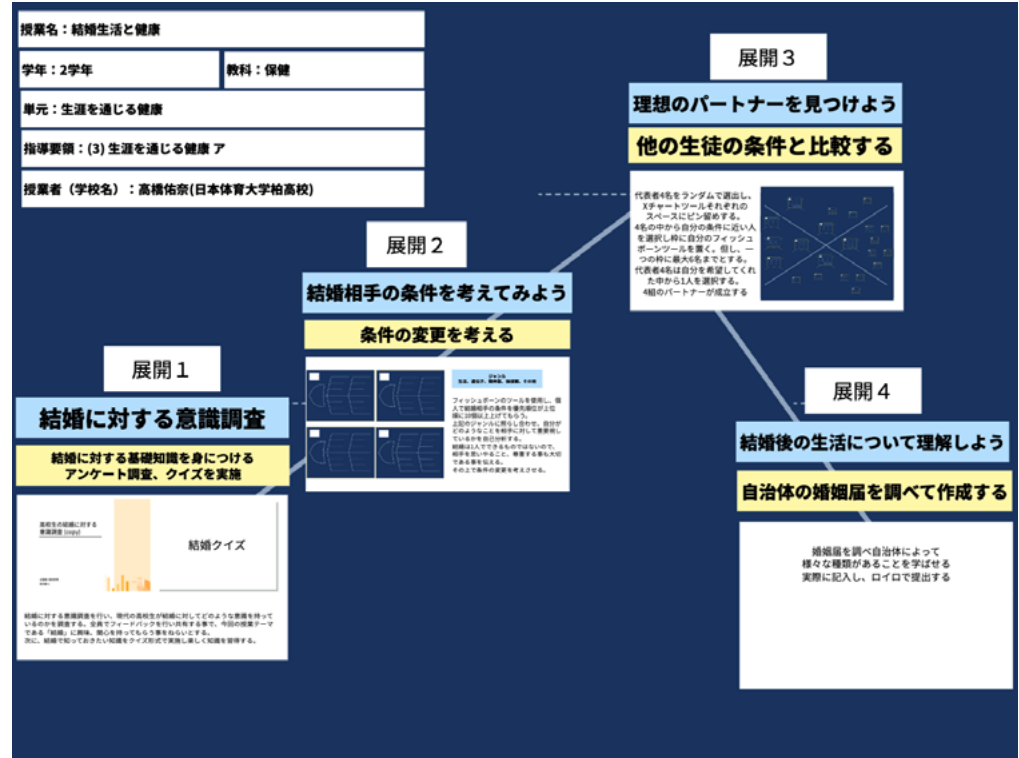 授業名：結婚生活と健康
学年：2学年
教科：保健
単元：生涯を通じる健康
指導要領：(3) 生涯を通じる健康 ア
授業者（学校名）：高橋佑奈(日本体育大学柏高校)
展開１
結婚に対する意識調査
結婚に対する基礎知識を身につける
アンケート調査、クイズを実施
高校生の結婚に対する
意識調査 (copy)
結婚クイズ
結婚に対する意識調査を行い、現代の高校生が結婚に対してどのような意識を持って
いるのかを調査する。全員でフィードバックを行い共有する事で、今回の授業テーマ
である「結婚」に興味、関心を持ってもらう事をねらいとする。
次に、結婚で知っておきたい知識をクイズ形式で実施し楽しく知識を習得する。
展開２
結婚相手の条件を考えてみよう
条件の変更を考える
ジャンル
フィッシュボーンのツールを使用し、個
人で結婚相手の条件を優先順位が上位
順に10個以上上げてもらう。
上記のジャンルに照らし合わせ、自分が
どのようなことを相手に対して重要視し
ているかを自己分析する。
結婚は1人でできるものではないので、
相手を思いやること、尊重する事も大切
である事を伝える。
その上で条件の変更を考えさせる。
展開３
理想のパートナーを見つけよう
他の生徒の条件と比較する
代表者4名をランダムで選出し、
Xチャートツールそれぞれの
スペースにピン留めする。
4名の中から自分の条件に近い人
を選択し枠に自分のフィッシュ
ボーンツールを置く。但し、一
つの枠に最大6名までとする。
代表者4名は自分を希望してくれ
た中から1人を選択する。
4組のパートナーが成立する
展開４
結婚後の生活について理解しよう
自治体の婚姻届を調べて作成する
婚姻届を調べ自治体によって
様々な種類があることを学ばせる
実際に記入し、ロイロで提出する